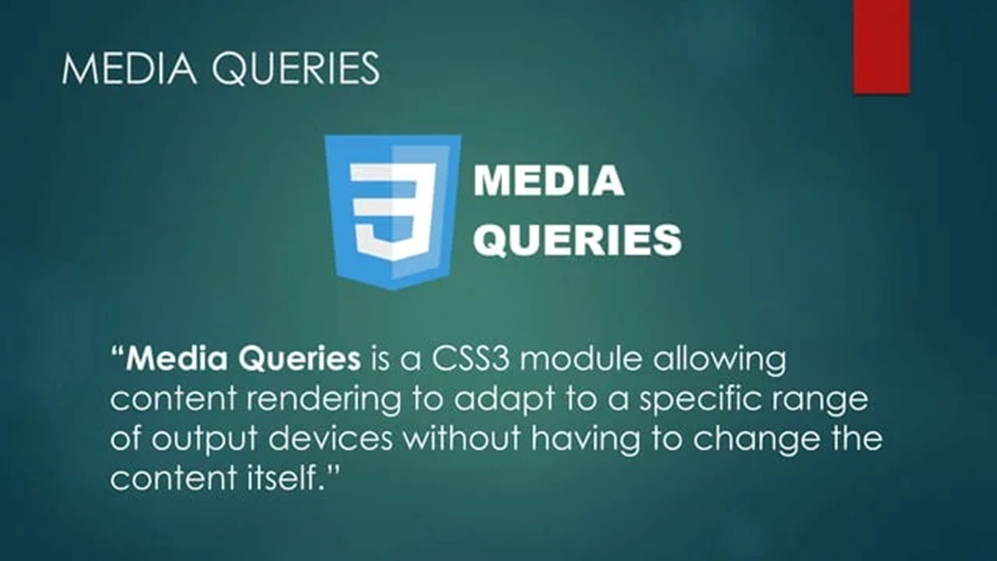 MEDIA QUERIES
3
MEDIA
QUERIES
“Media Queries is a CSS3 module allowing
content rendering to adapt to a specific range
of output devices without having to change the
content itself.”